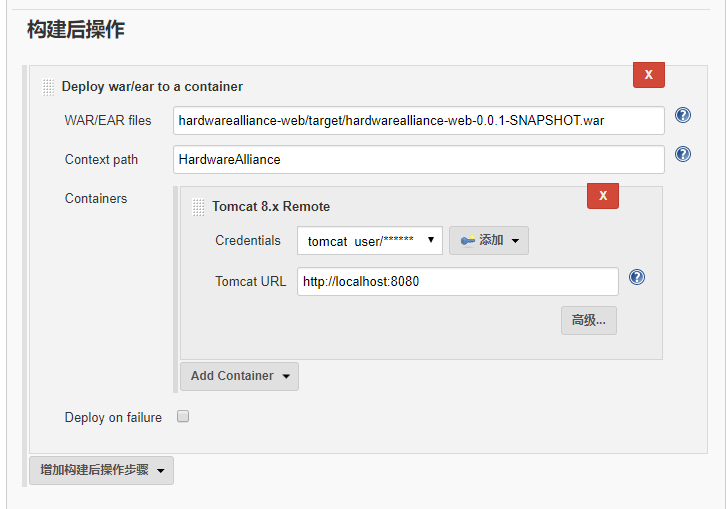 构建后操作
X
Deploy war/ear to a container
WAR/EAR files hardwarealliance-web/target/hardwarealliance-web-0.0.1-SNAPSHOT.war ?
Context path HardwareAlliance ?
Containers
X
Tomcat 8.x Remote
Credentials tomcat_user/****** 添加
Tomcat URL http://localhost:8080 ?
高级...
Add Container
Deploy on failure
增加构建后操作步骤